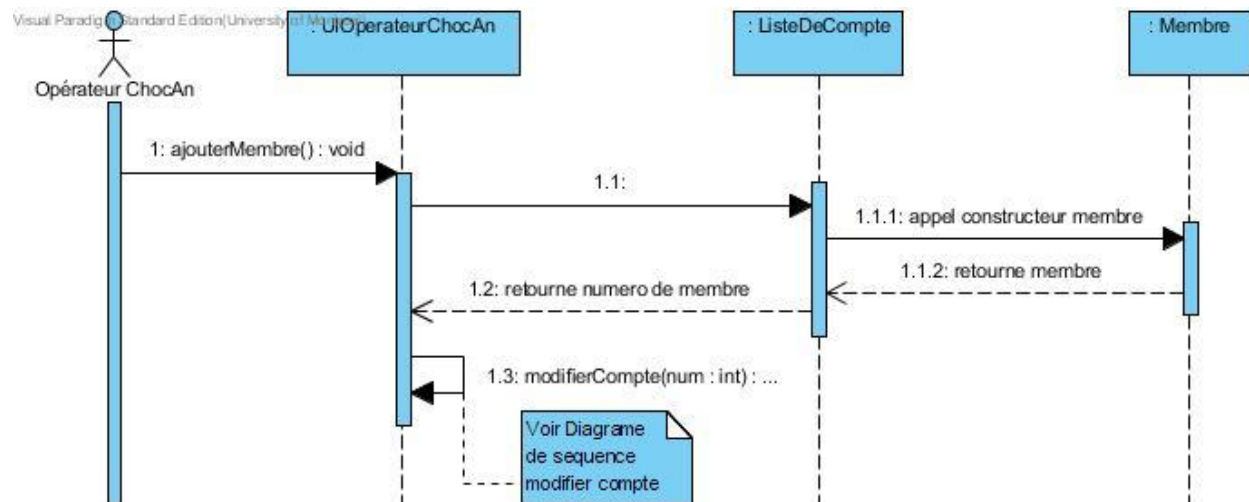 Visual Paradigm Standard Edition(University of Montreal)
: UIOperateurChocAn
: ListeDeCompte
: Membre
Opérateur ChocAn
1: ajouterMembre() : void
1.1:
1.1.1: appel constructeur membre
1.1.2: retourne membre
1.2: retourne numero de membre
1.3: modifierCompte(num : int) : ...
Voir Diagrame
de sequence
modifier compte